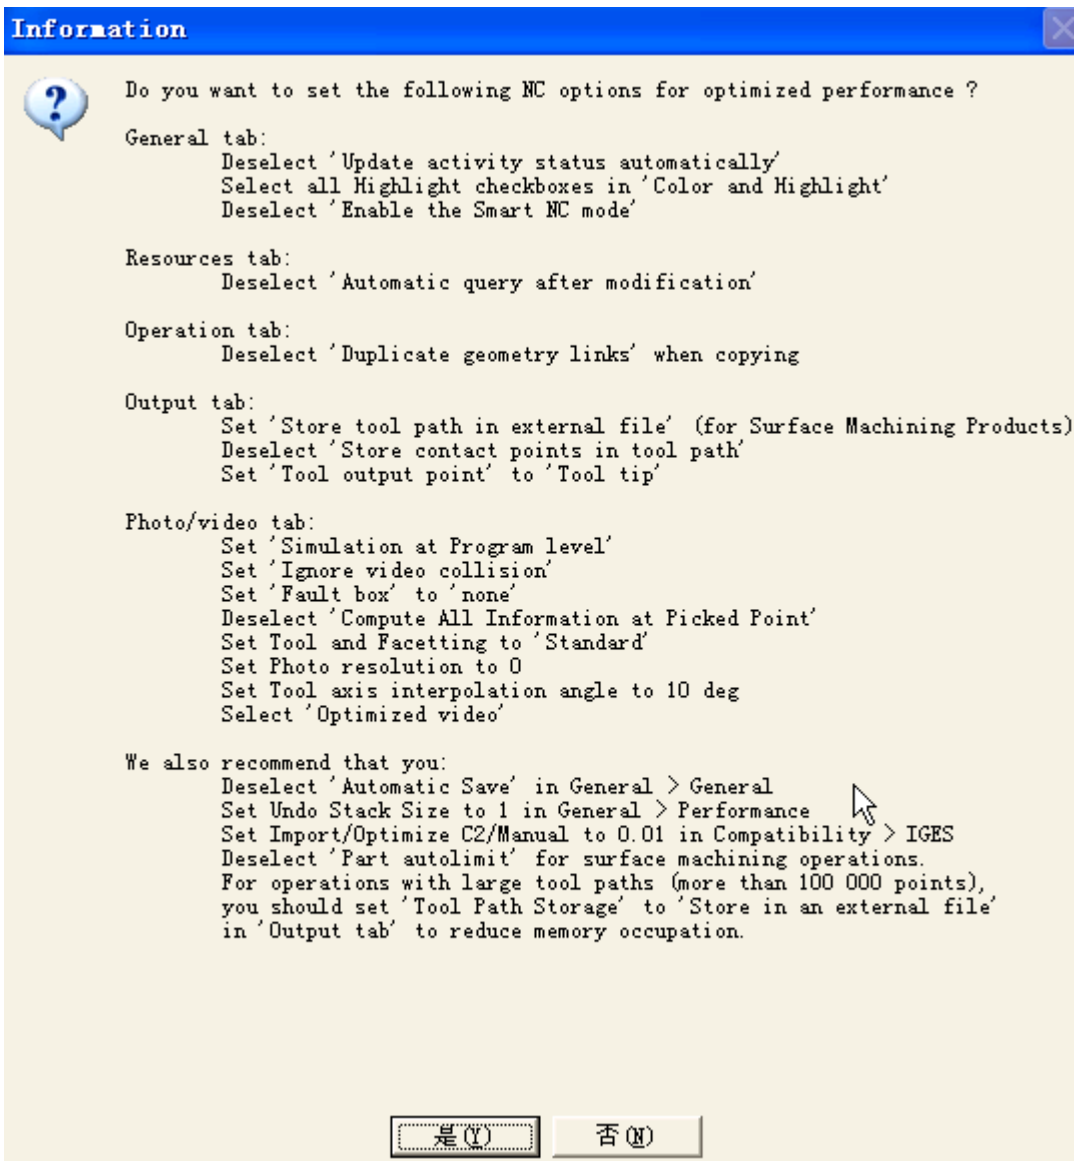 Information
Do you want to set the following NC options for optimized performance ?
General tab:
Deselect 'Update activity status automatically'
Select all Highlight checkboxes in 'Color and Highlight'
Deselect 'Enable the Smart NC mode'
Resources tab:
Deselect 'Automatic query after modification'
Operation tab:
Deselect 'Duplicate geometry links' when copying
Output tab:
Set 'Store tool path in external file' (for Surface Machining Products)
Deselect 'Store contact points in tool path'
Set 'Tool output point' to 'Tool tip'
Photo/video tab:
Set 'Simulation at Program level'
Set 'Ignore video collision'
Set 'Fault box' to 'none'
Deselect 'Compute All Information at Picked Point'
Set Tool and Facetting to 'Standard'
Set Photo resolution to 0
Set Tool axis interpolation angle to 10 deg
Select 'Optimized video'
We also recommend that you:
Deselect 'Automatic Save' in General > General
Set Undo Stack Size to 1 in General > Performance
Set Import/Optimize C2/Manual to 0.01 in Compatibility > IGES
Deselect 'Part autolimit' for surface machining operations.
For operations with large tool paths (more than 100 000 points),
you should set 'Tool Path Storage' to 'Store in an external file'
in 'Output tab' to reduce memory occupation.
是(Y) 否(N)